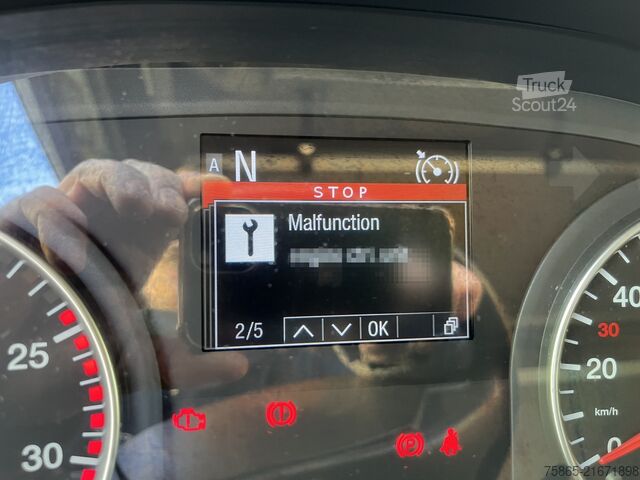 Truck
Scout24
A N
STOP
Malfunction
2/5
OK
25
30
40
30
20
km/h
0
P
75865-21671898